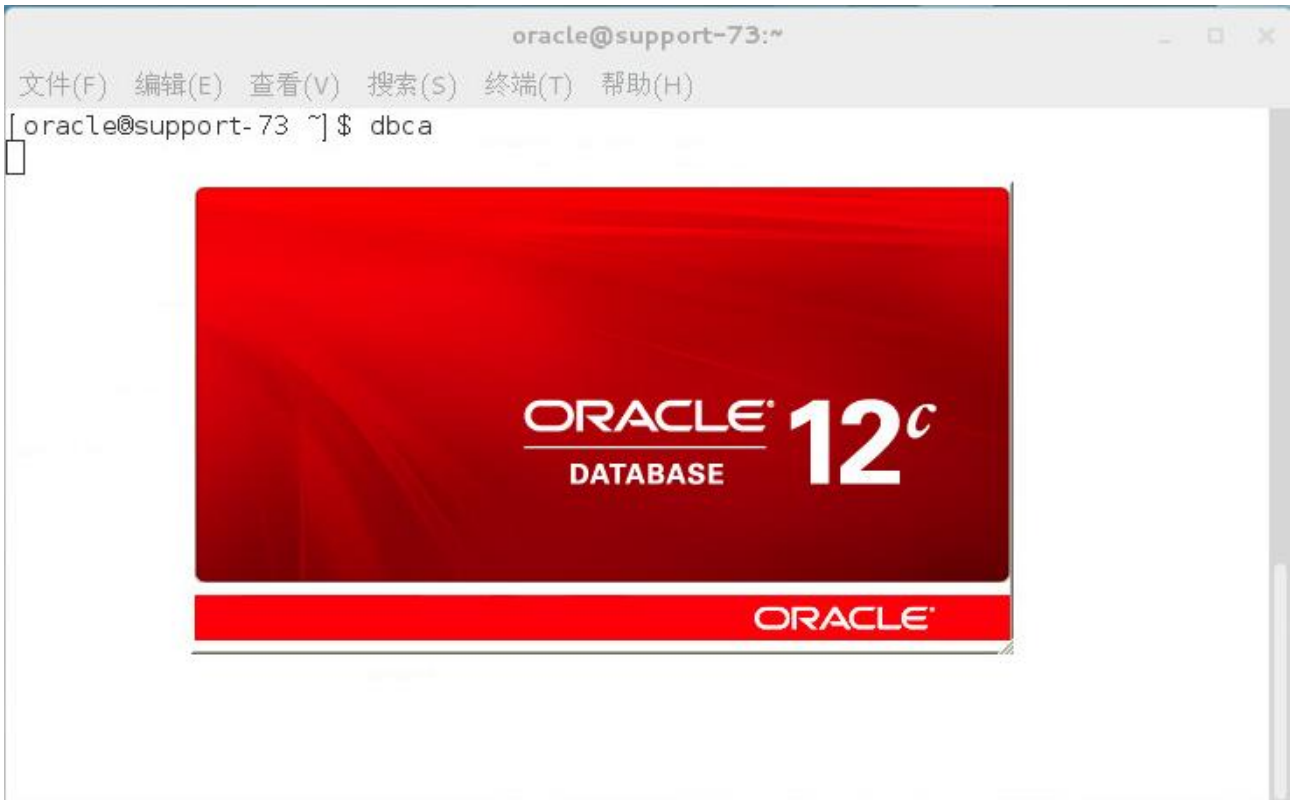 oracle@support-73:~
文件(F) 编辑(E) 查看(V) 搜索(S) 终端(T) 帮助(H)
[oracle@support-73 ~]$ dbca
ORACLE® 12c
DATABASE
ORACLE®